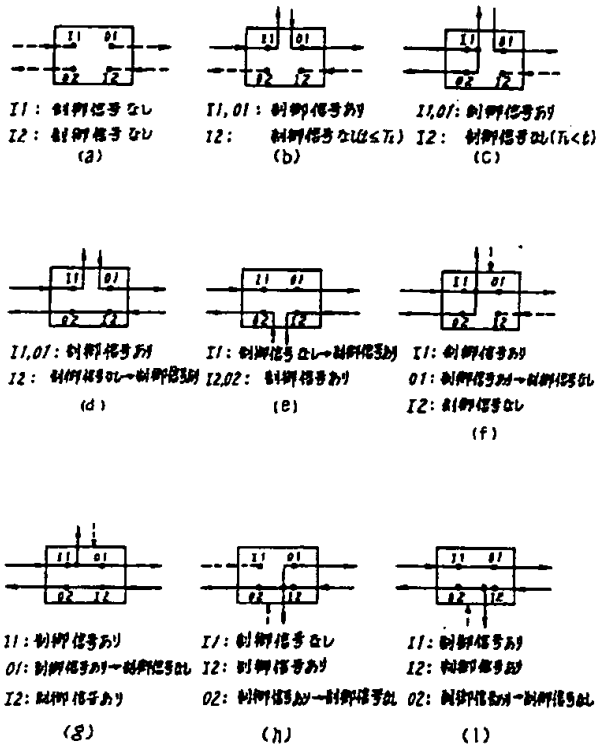 I1 O1
O2 I2
I1: 制御信号なし
I2: 制御信号なし
(a)
I1 O1
O2 I2
I1,O1: 制御信号あり
I2: 制御信号なし(t≤T₁)
(b)
I1 O1
O2 I2
I1,O1: 制御信号あり
I2: 制御信号なし(T₁<t)
(c)
I1 O1
O2 I2
I1,O1: 制御信号あり
I2: 制御信号なし→制御信号あり
(d)
I1 O1
O2 I2
I1: 制御信号なし→制御信号あり
I2,O2: 制御信号あり
(e)
I1 O1
O2 I2
I1: 制御信号あり
O1: 制御信号あり→制御信号なし
I2: 制御信号なし
(f)
I1 O1
O2 I2
I1: 制御信号あり
O1: 制御信号あり→制御信号なし
I2: 制御信号あり
(g)
I1 O1
O2 I2
I1: 制御信号なし
I2: 制御信号あり
O2: 制御信号あり→制御信号なし
(h)
I1 O1
O2 I2
I1: 制御信号あり
I2: 制御信号あり
O2: 制御信号あり→制御信号なし
(i)